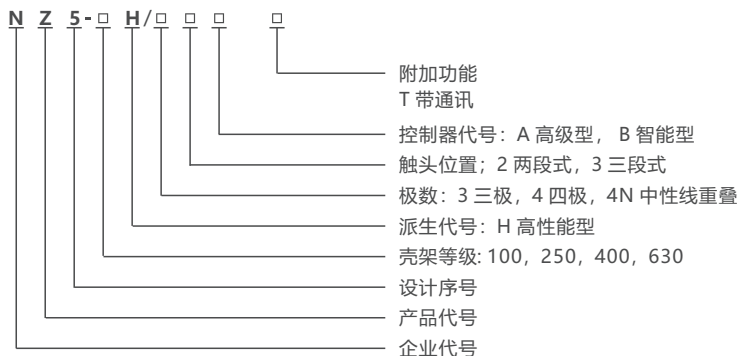 N Z 5-□ H/□ □ □ □
附加功能
T 带通讯
控制器代号：A 高级型， B 智能型
触头位置；2 两段式，3 三段式
极数：3 三极，4 四极，4N 中性线重叠
派生代号：H 高性能型
壳架等级: 100，250，400，630
设计序号
产品代号
企业代号